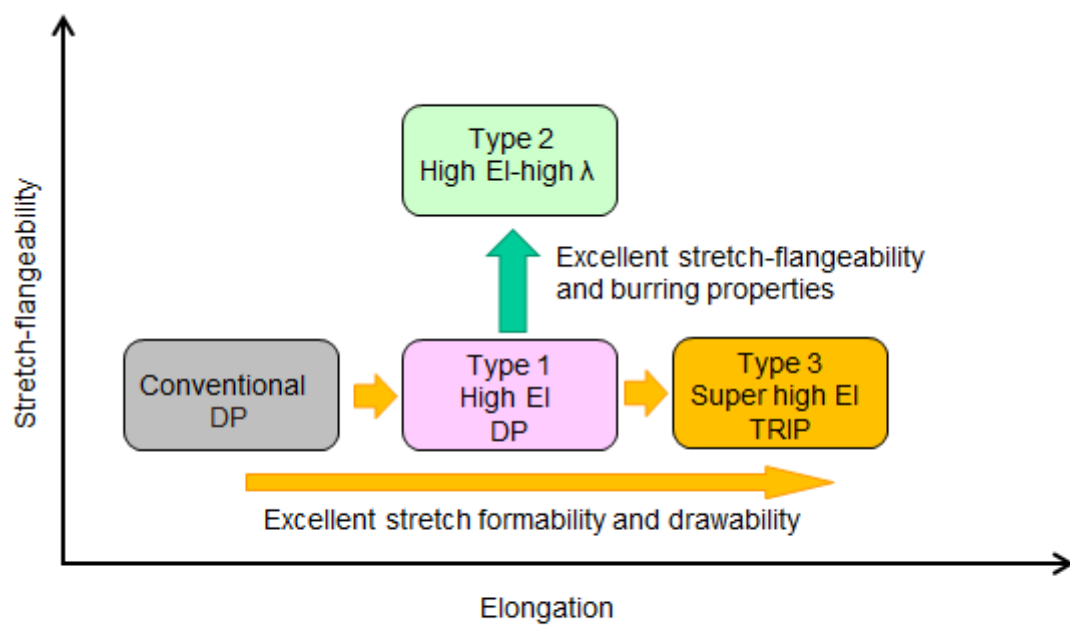 Stretch-flangeability
Type 2
High El-high λ
Excellent stretch-flangeability
and burring properties
Conventional
DP
Type 1
High El
DP
Type 3
Super high El
TRIP
Excellent stretch formability and drawability
Elongation